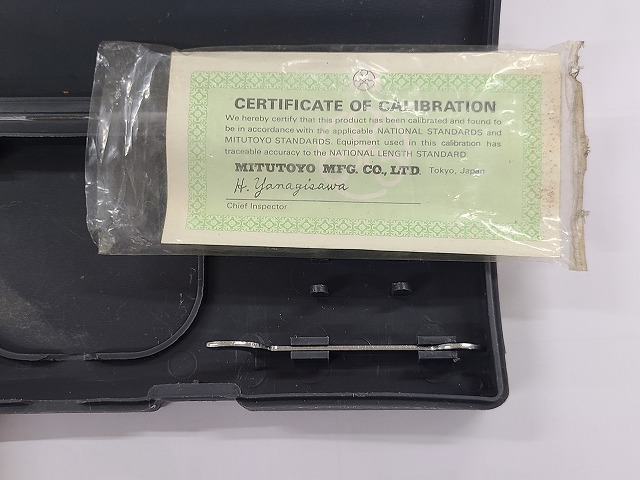 CERTIFICATE OF CALIBRATION
We hereby certify that this product has been calibrated and found to
be in accordance with the applicable NATIONAL STANDARDS and
MITUTOYO STANDARDS. Equipment used in this calibration has
traceable accuracy to the NATIONAL LENGTH STANDARD.
MITUTOYO MFG. CO., LTD. Tokyo, Japan
H. Yanagisawa
Chief Inspector